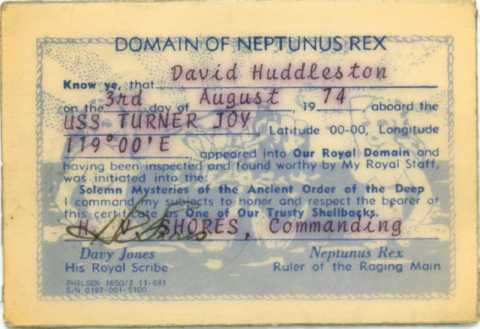 DOMAIN OF NEPTUNUS REX
Know ye, that David Huddleston
on the 3rd day of August 19 74 aboard the
USS TURNER JOY Latitude 00-00, Longitude
119°00'E appeared into Our Royal Domain and
having been inspected and found worthy by My Royal Staff,
was initiated into the:
Solemn Mysteries of the Ancient Order of the Deep
I command my subjects to honor and respect the bearer of
this certificate as One of Our Trusty Shellbacks.
H. N. SHORES, Commanding
Davy Jones Neptunus Rex
His Royal Scribe Ruler of the Raging Main
S/N 0197-001-5100